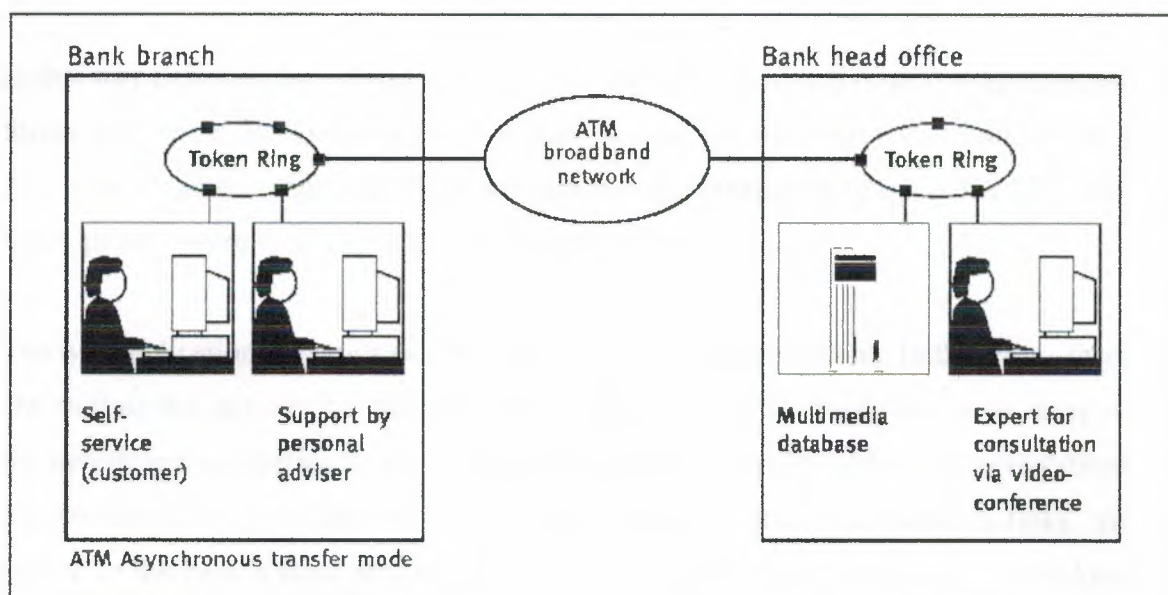 Bank branch
Bank head office
Token Ring
ATM
broadband
network
Token Ring
Self-
service
(customer)
Support by
personal
adviser
Multimedia
database
Expert for
consultation
via video-
conference
ATM Asynchronous transfer mode